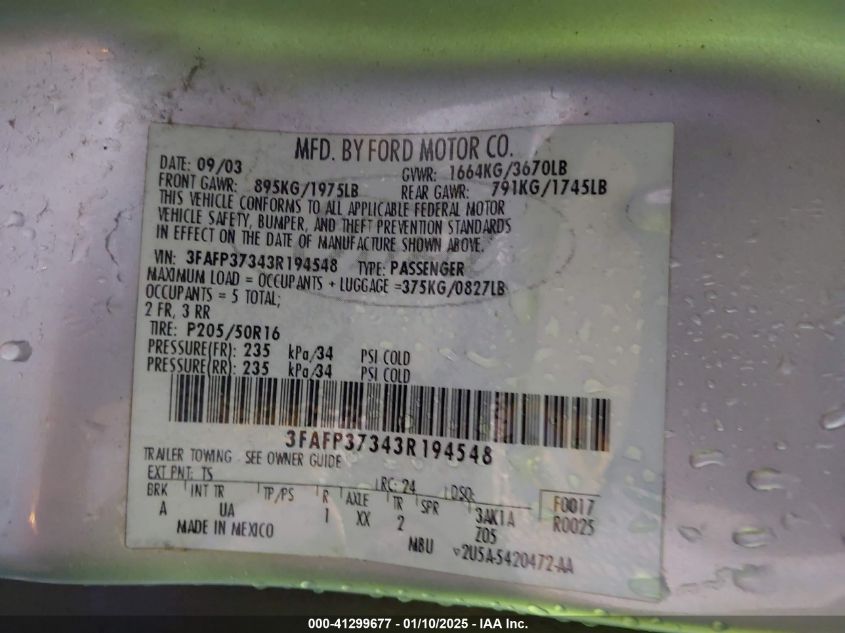 MFD. BY FORD MOTOR CO.
DATE: 09/03 GVWR: 1664KG/3670LB
FRONT GAWR: 895KG/1975LB REAR GAWR: 791KG/1745LB
THIS VEHICLE CONFORMS TO ALL APPLICABLE FEDERAL MOTOR
VEHICLE SAFETY, BUMPER, AND THEFT PREVENTION STANDARDS
IN EFFECT ON THE DATE OF MANUFACTURE SHOWN ABOVE.
VIN: 3FAFP37343R194548 TYPE: PASSENGER
MAXIMUM LOAD = OCCUPANTS + LUGGAGE =375KG/0827LB
OCCUPANTS = 5 TOTAL;
2 FR, 3 RR
TIRE: P205/50R16
PRESSURE(FR): 235 kPa/34 PSI COLD
PRESSURE(RR): 235 kPa/34 PSI COLD
3FAFP37343R194548
TRAILER TOWING - SEE OWNER GUIDE
EXT PNT: TS RC: 24 DSO:
BRK INT TR TP/PS R AXLE TR SPR F0017
A UA 1 XX 2 3AK1A R0025
MADE IN MEXICO Z05
MBU V2U5A-5420472-AA
000-41299677 - 01/10/2025 - IAA Inc.